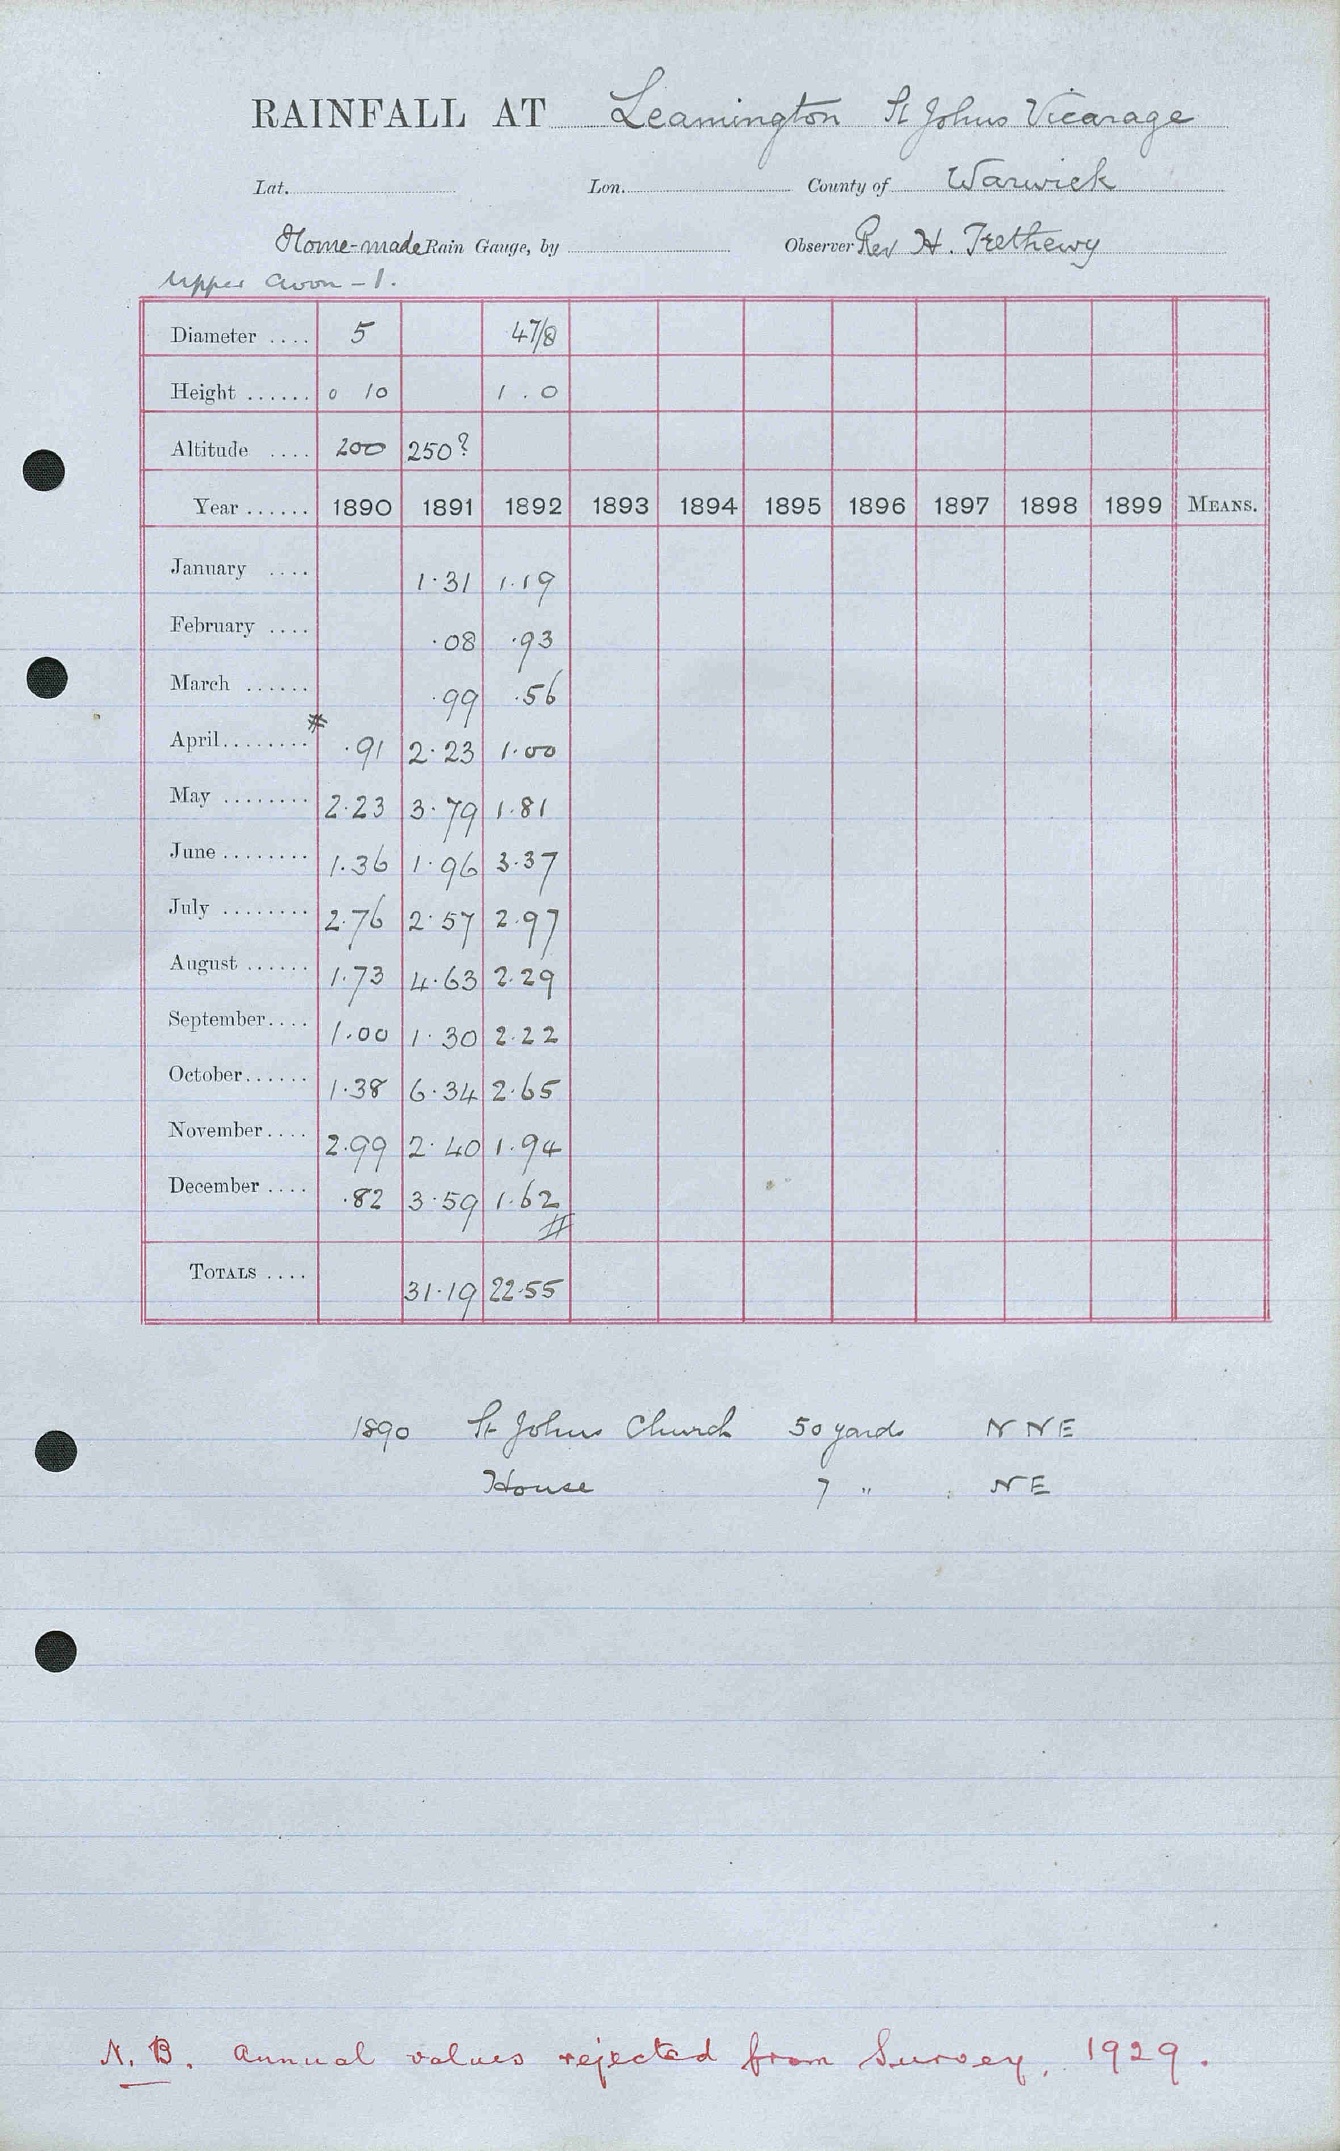 RAINFALL AT Leamington St Johns Vicarage
Lat. Lon. County of Warwick
Home-made Rain Gauge, by Observer Rev H. Trethewy
Upper Avon - 1.
Diameter .... 5 4 7/8
Height ...... 0 10 1 . 0
Altitude .... 200 250?
Year ...... 1890 1891 1892 1893 1894 1895 1896 1897 1898 1899 MEANS.
January .... 1.31 1.19
February .... .08 .93
March ...... .99 .56
April........ # .91 2.23 1.00
May ........ 2.23 3.79 1.81
June ........ 1.36 1.96 3.37
July ........ 2.76 2.57 2.97
August ...... 1.73 4.63 2.29
September.... 1.00 1.30 2.22
October...... 1.38 6.34 2.65
November.... 2.99 2.40 1.94
December .... .82 3.59 1.62
#
TOTALS .... 31.19 22.55
1890 St Johns Church 50 yards N N E
House 7 " N E
N.B. Annual values rejected from Survey, 1929.